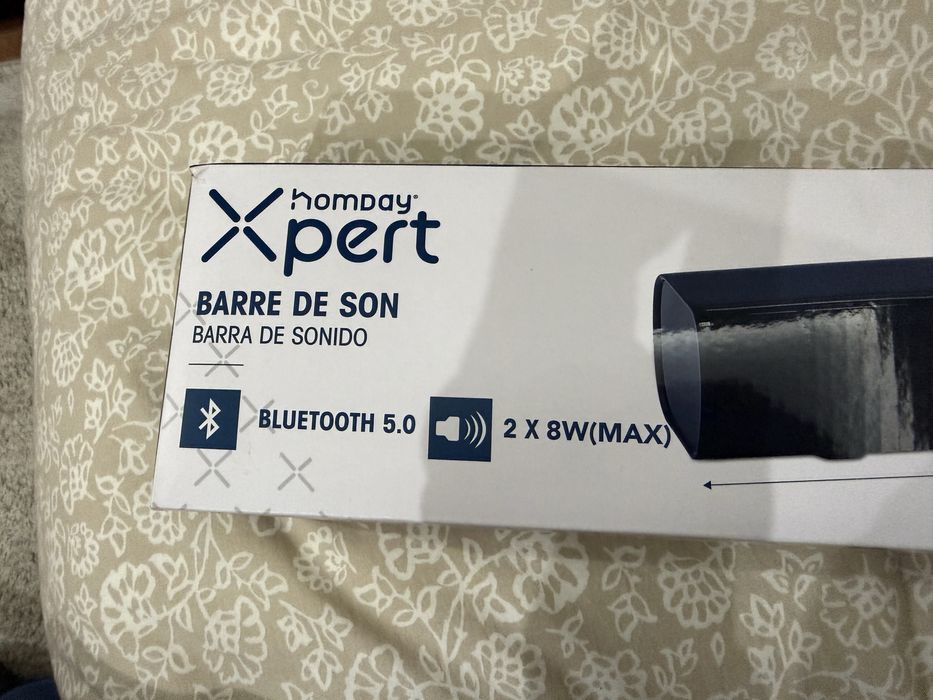 homday
Xpert
BARRE DE SON
BARRA DE SONIDO
BLUETOOTH 5.0
2 X 8W(MAX)